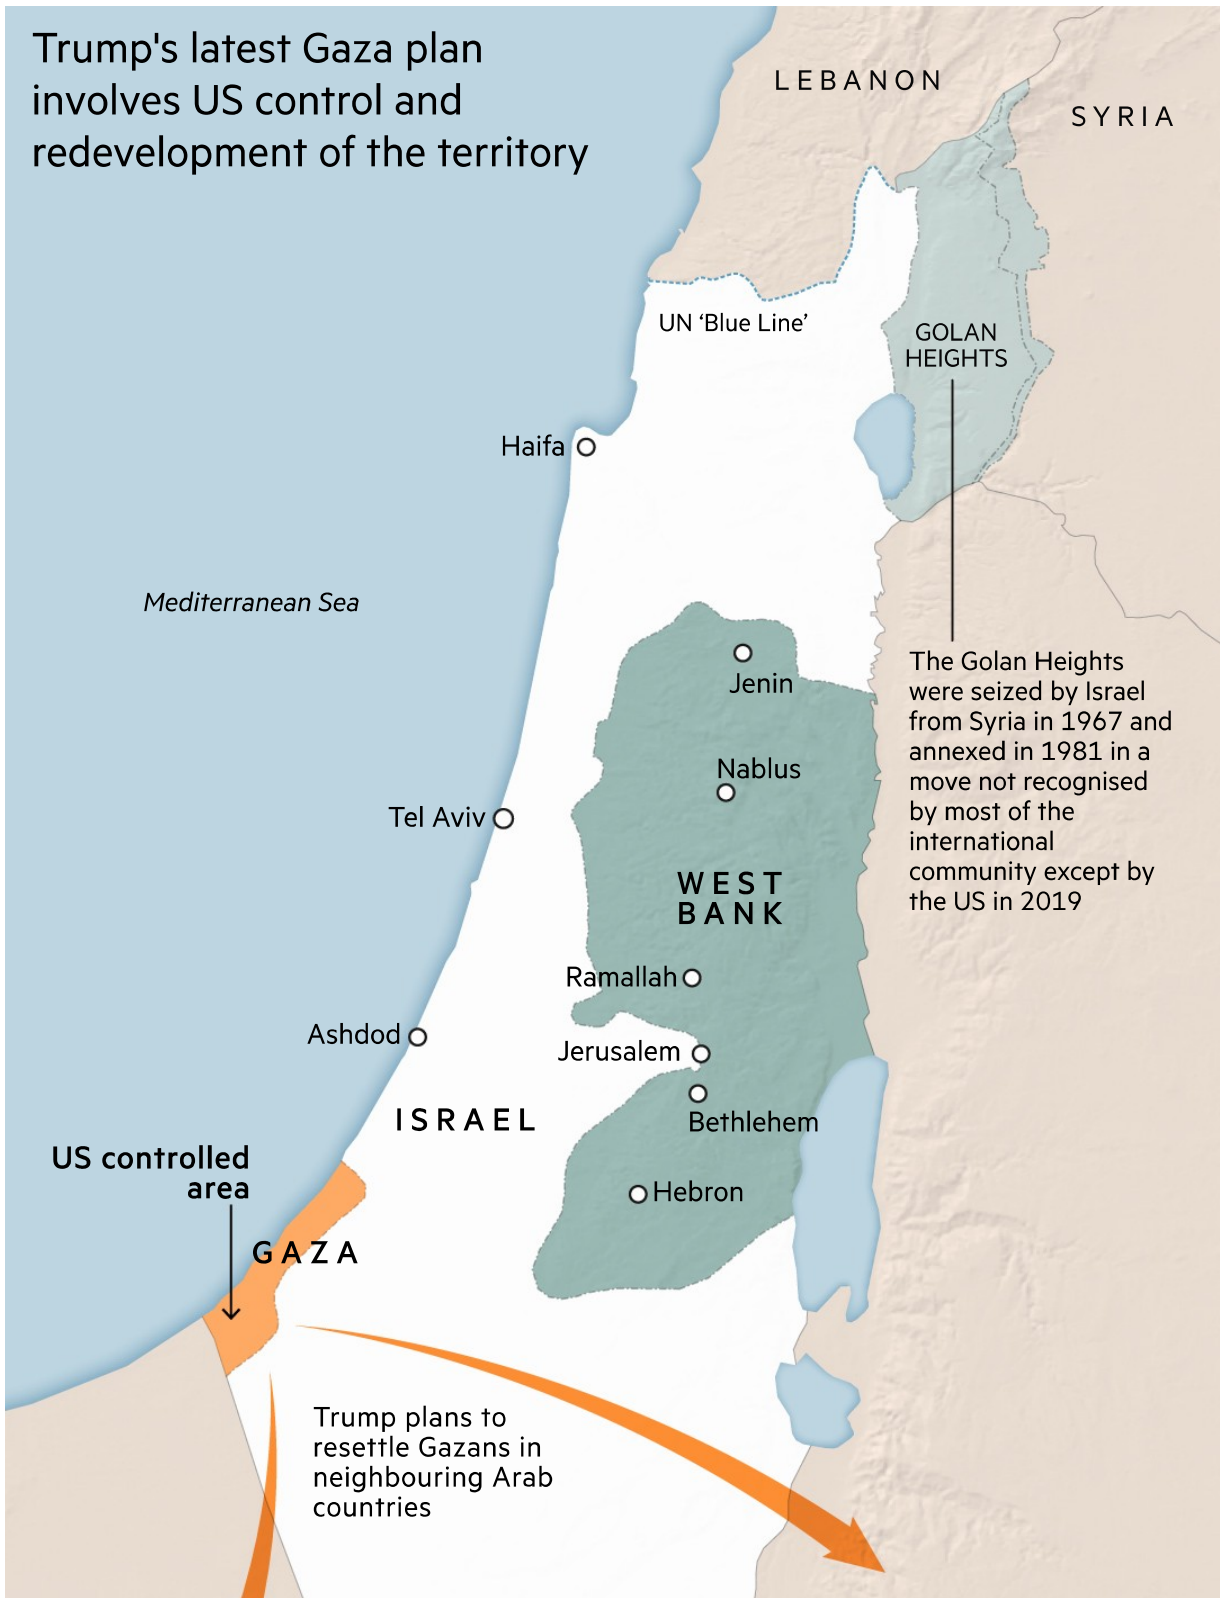 Trump's latest Gaza plan
involves US control and
redevelopment of the territory
LEBANON
SYRIA
UN ‘Blue Line’
GOLAN
HEIGHTS
Haifa
Mediterranean Sea
The Golan Heights
were seized by Israel
from Syria in 1967 and
annexed in 1981 in a
move not recognised
by most of the
international
community except by
the US in 2019
Jenin
Nablus
Tel Aviv
WEST
BANK
Ramallah
Ashdod
Jerusalem
ISRAEL
Bethlehem
US controlled
area
Hebron
GAZA
Trump plans to
resettle Gazans in
neighbouring Arab
countries